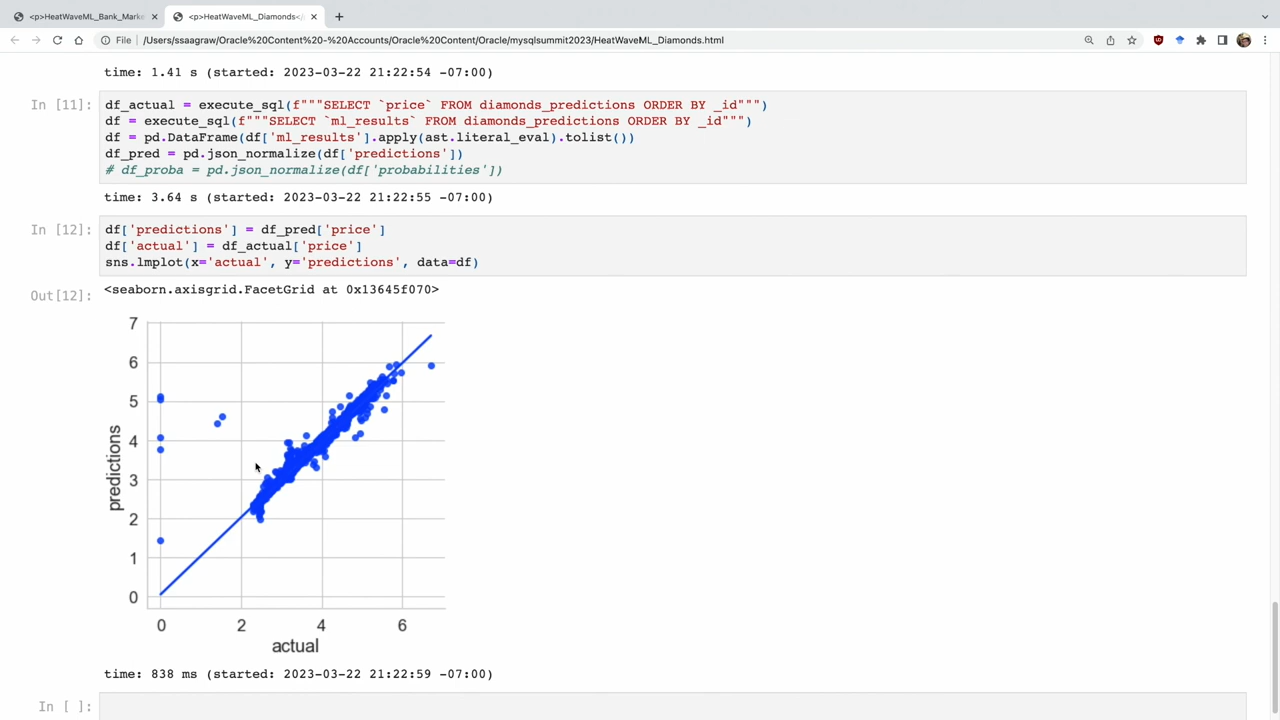 <p>HeatWaveML_Bank_Marke
<p>HeatWaveML_Diamonds</
File
/Users/ssaagraw/Oracle%20Content%20-%20Accounts/Oracle%20Content/Oracle/mysqlsummit2023/HeatWaveML_Diamonds.html
time: 1.41 s (started: 2023-03-22 21:22:54 -07:00)
In [11]:
df_actual = execute_sql(f"""SELECT `price` FROM diamonds_predictions ORDER BY _id""")
df = execute_sql(f"""SELECT `ml_results` FROM diamonds_predictions ORDER BY _id""")
df = pd.DataFrame(df['ml_results'].apply(ast.literal_eval).tolist())
df_pred = pd.json_normalize(df['predictions'])
# df_proba = pd.json_normalize(df['probabilities'])
time: 3.64 s (started: 2023-03-22 21:22:55 -07:00)
In [12]:
df['predictions'] = df_pred['price']
df['actual'] = df_actual['price']
sns.lmplot(x='actual', y='predictions', data=df)
Out[12]:
<seaborn.axisgrid.FacetGrid at 0x13645f070>
7
6
5
4
3
2
1
0
predictions
0 2 4 6
actual
time: 838 ms (started: 2023-03-22 21:22:59 -07:00)
In [ ]: